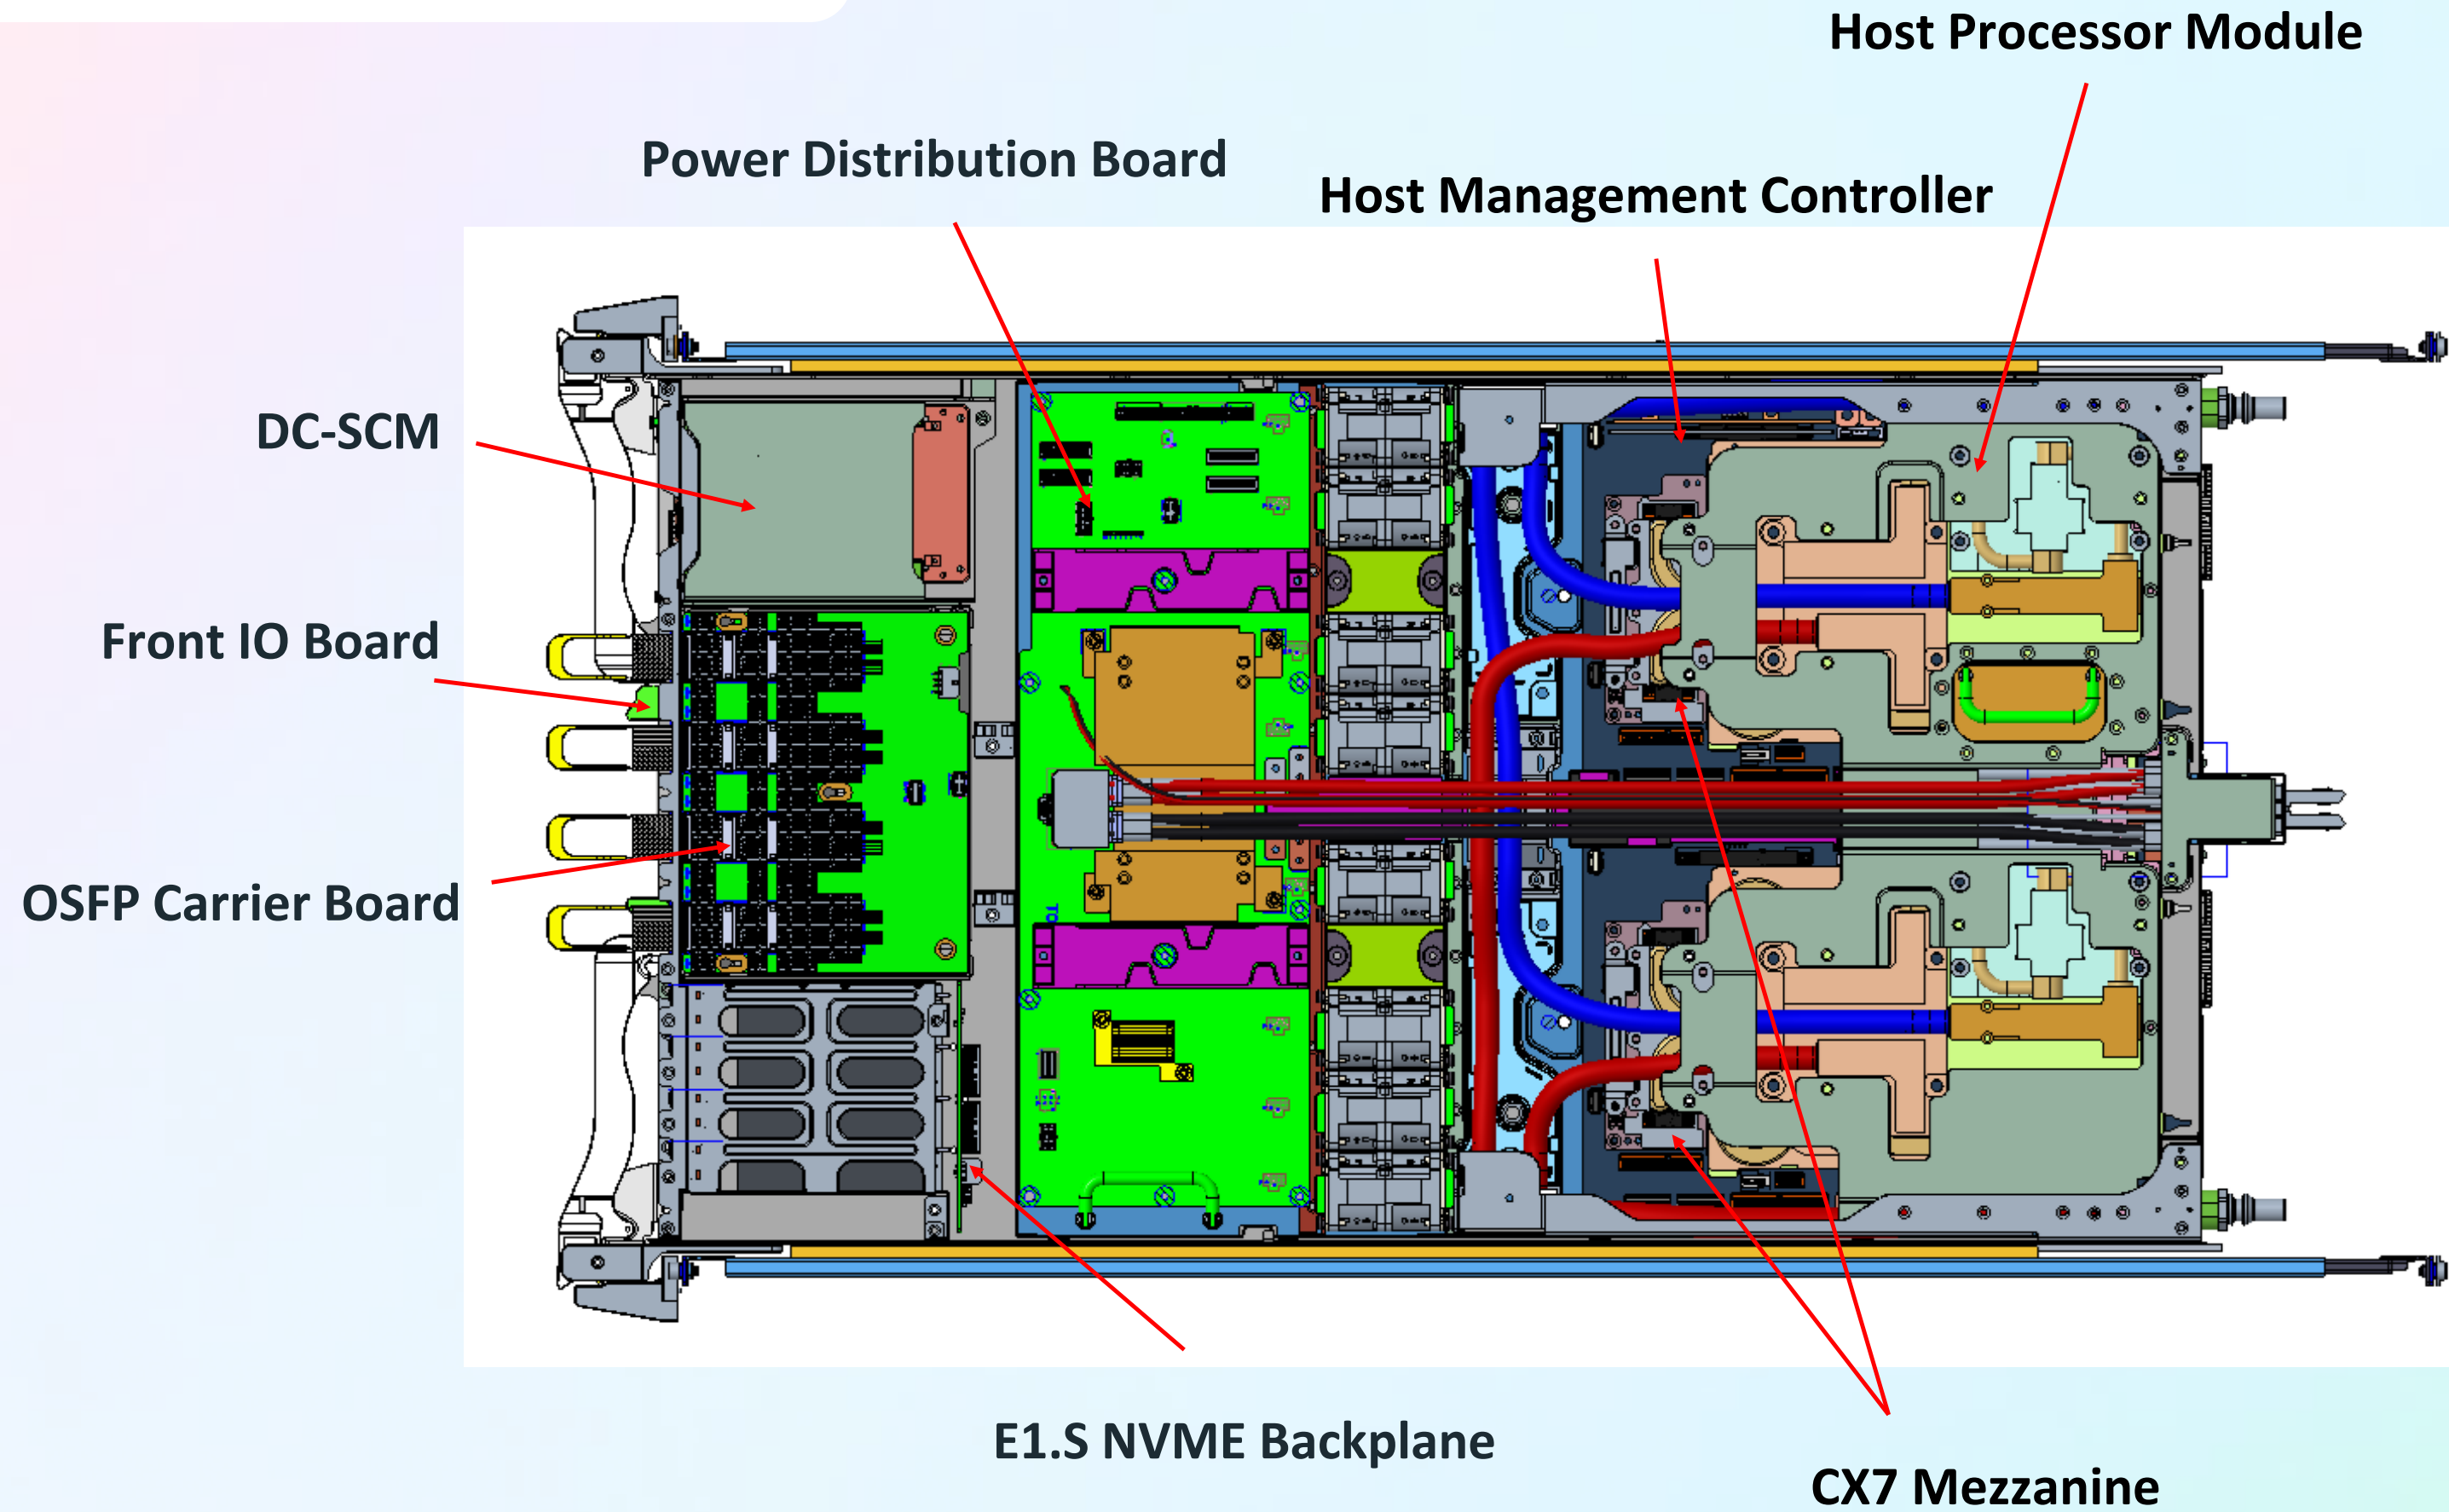 Host Processor Module
Power Distribution Board
Host Management Controller
DC-SCM
Front IO Board
OSFP Carrier Board
E1.S NVME Backplane
CX7 Mezzanine